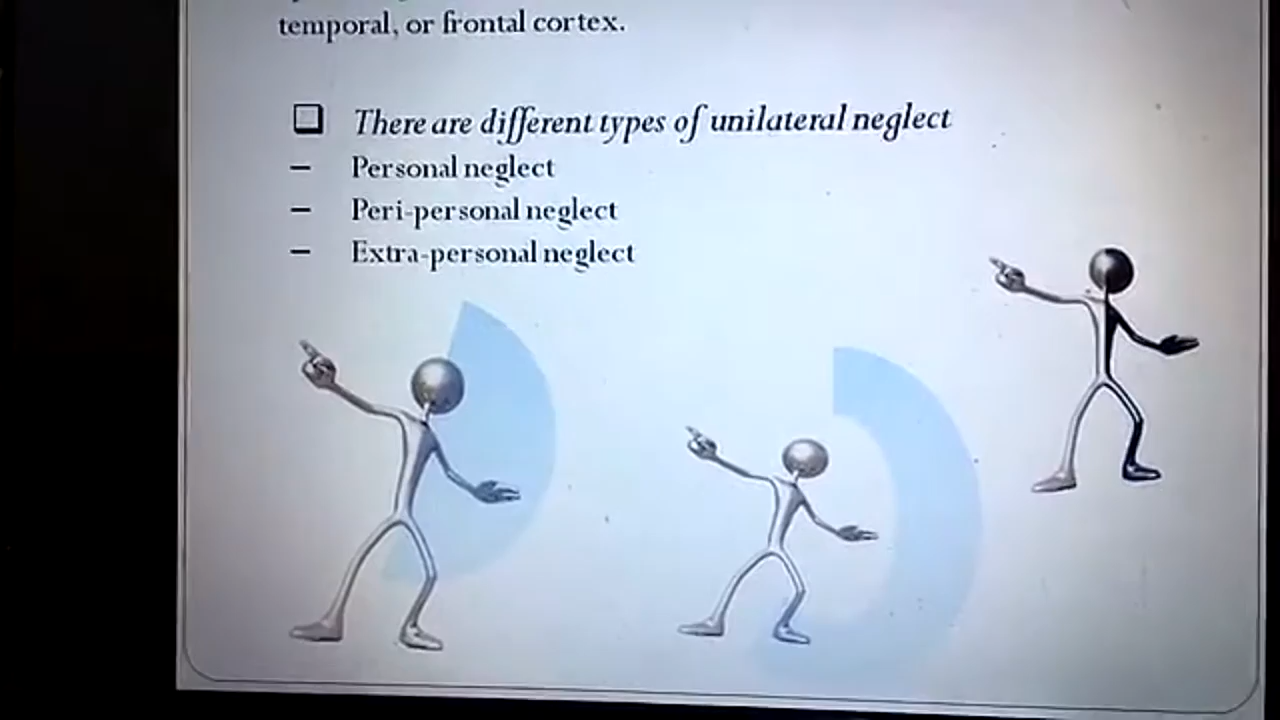 temporal, or frontal cortex.
❑ There are different types of unilateral neglect
– Personal neglect
– Peri-personal neglect
– Extra-personal neglect